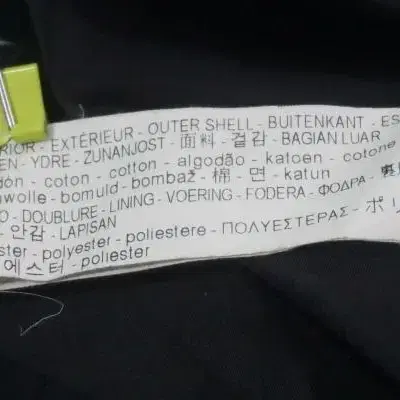 RIOR - EXTÉRIEUR - OUTER SHELL - BUITENKANT - ES
EN - YDRE - ZUNANJOST - 面料 - 겉감 - BAGIAN LUAR
dón - coton - cotton - algodão - katoen - cotone
wolle - bomuld - bombaž - 棉 - 면 - katun
O - DOUBLURE - LINING - VOERING - FODERA - ΦΟΔΡΑ -
- 안감 - LAPISAN
ster - polyester - poliestere - ΠΟΛΥΕΣΤΕΡΑΣ - ポリ
에스터 - poliester